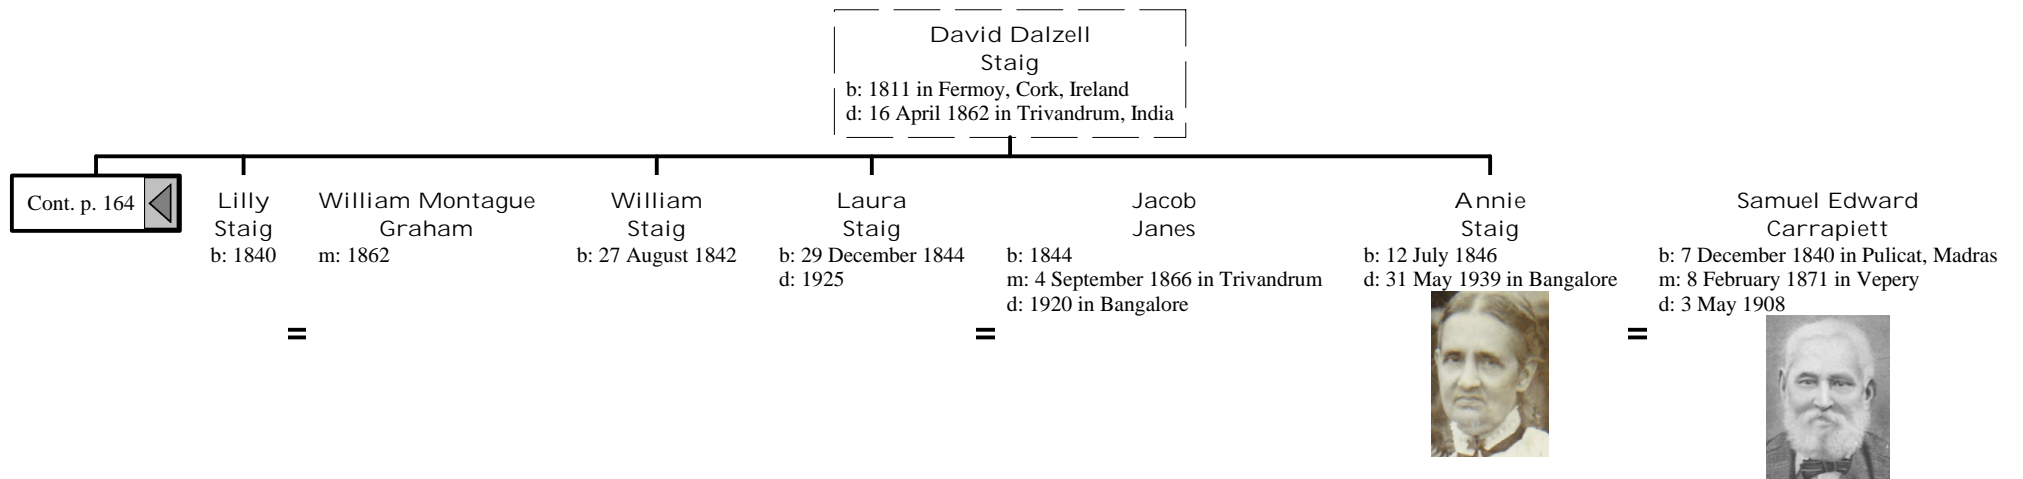 David Dalzell
Staig
b: 1811 in Fermoy, Cork, Ireland
d: 16 April 1862 in Trivandrum, India
Cont. p. 164
Lilly
Staig
b: 1840
William Montague
Graham
m: 1862
William
Staig
b: 27 August 1842
Laura
Staig
b: 29 December 1844
d: 1925
Jacob
Janes
b: 1844
m: 4 September 1866 in Trivandrum
d: 1920 in Bangalore
Annie
Staig
b: 12 July 1846
d: 31 May 1939 in Bangalore
Samuel Edward
Carrapiett
b: 7 December 1840 in Pulicat, Madras
m: 8 February 1871 in Vepery
d: 3 May 1908
=
=
=